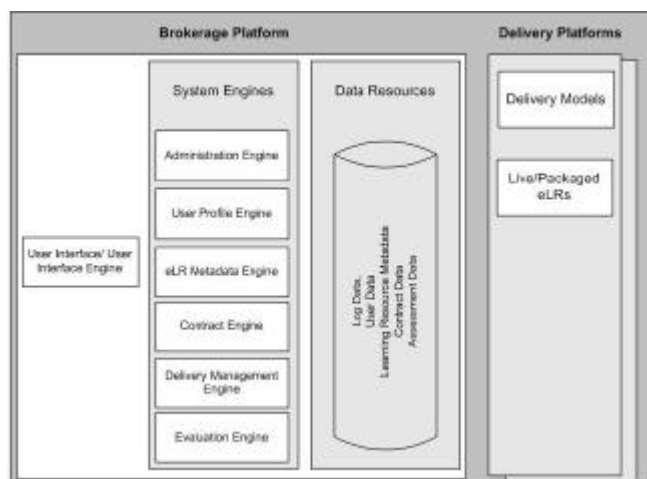 Brokerage Platform
Delivery Platforms
System Engines
Data Resources
Delivery Models
Administration Engine
Live/Packaged
eLRs
User Profile Engine
User Interface/ User
Interface Engine
eLR Metadata Engine
Contract Engine
Delivery Management
Engine
Evaluation Engine
Log Data,
User Data
Learning Resource Metadata
Contract Data
Assessment Data